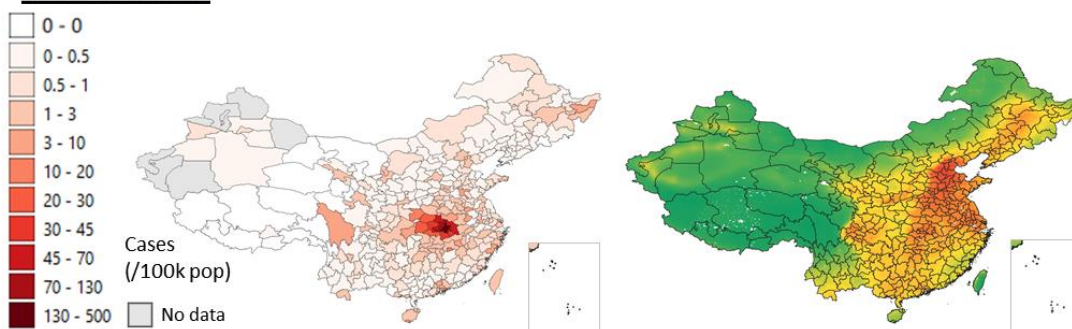 0 - 0
0 - 0.5
0.5 - 1
1 - 3
3 - 10
10 - 20
20 - 30
30 - 45
45 - 70
70 - 130
130 - 500
Cases
(/100k pop)
No data